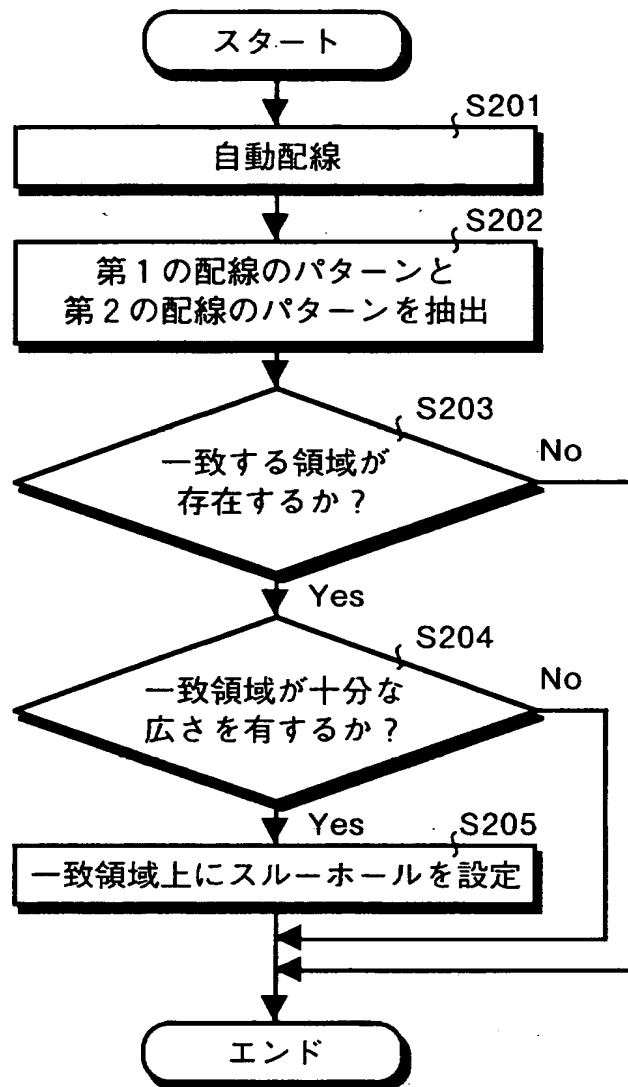 スタート
S201
自動配線
S202
第1の配線のパターンと
第2の配線のパターンを抽出
S203
一致する領域が
存在するか?
No
Yes
S204
一致領域が十分な
広さを有するか?
No
Yes
S205
一致領域上にスルーホールを設定
エンド